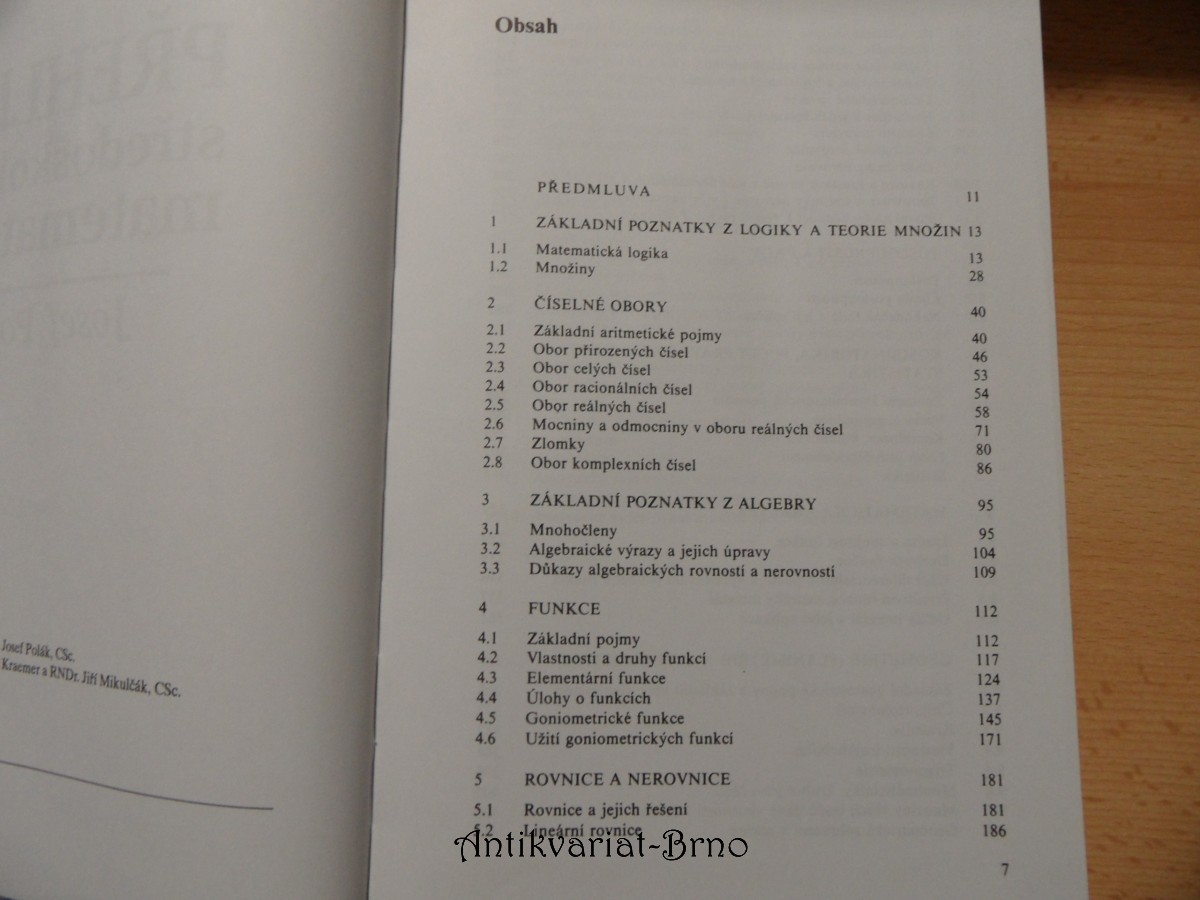 Josef Polák, CSc.
Kraemer a RNDr. Jiří Mikulčák, CSc.
Obsah
PŘEDMLUVA 11
1 ZÁKLADNÍ POZNATKY Z LOGIKY A TEORIE MNOŽIN 13
1.1 Matematická logika 13
1.2 Množiny 28
2 ČÍSELNÉ OBORY 40
2.1 Základní aritmetické pojmy 40
2.2 Obor přirozených čísel 46
2.3 Obor celých čísel 53
2.4 Obor racionálních čísel 54
2.5 Obor reálných čísel 58
2.6 Mocniny a odmocniny v oboru reálných čísel 71
2.7 Zlomky 80
2.8 Obor komplexních čísel 86
3 ZÁKLADNÍ POZNATKY Z ALGEBRY 95
3.1 Mnohočleny 95
3.2 Algebraické výrazy a jejich úpravy 104
3.3 Důkazy algebraických rovností a nerovností 109
4 FUNKCE 112
4.1 Základní pojmy 112
4.2 Vlastnosti a druhy funkcí 117
4.3 Elementární funkce 124
4.4 Úlohy o funkcích 137
4.5 Goniometrické funkce 145
4.6 Užití goniometrických funkcí 171
5 ROVNICE A NEROVNICE 181
5.1 Rovnice a jejich řešení 181
5.2 Lineární rovnice 186
Antikvariat-Brno
7